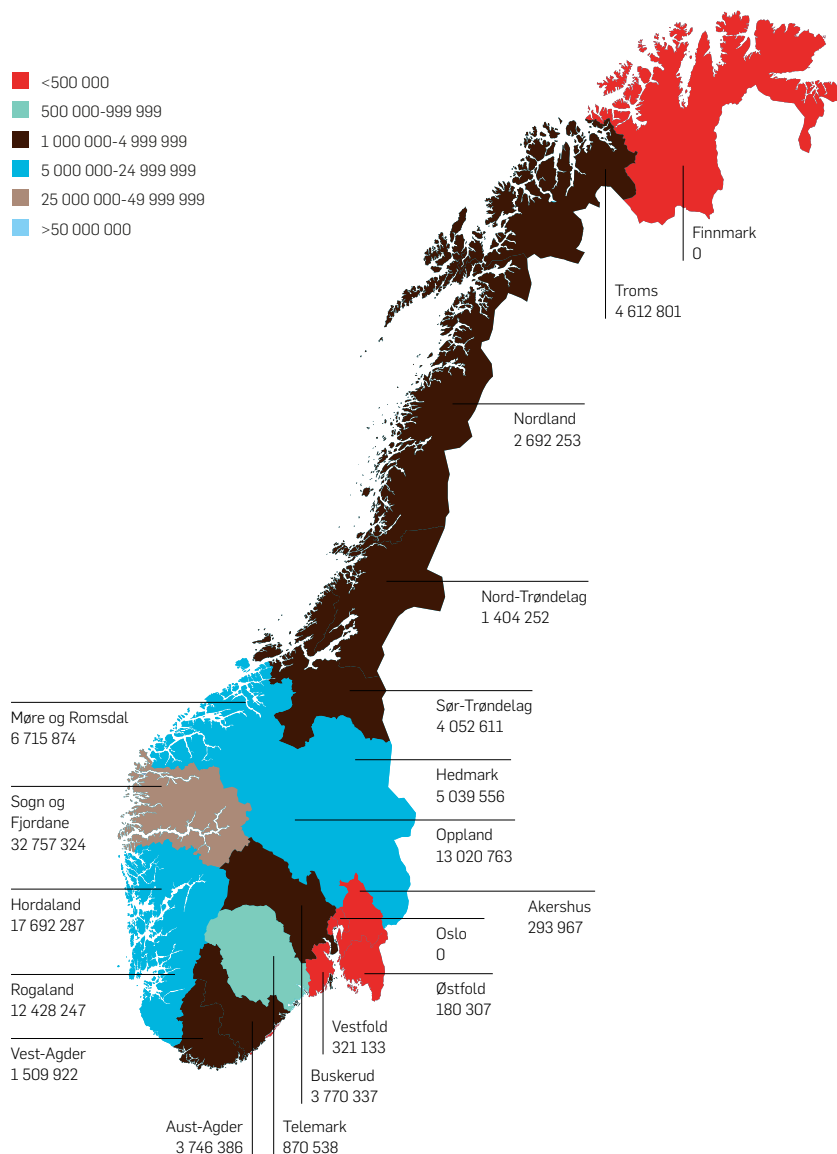 <500 000
500 000-999 999
1 000 000-4 999 999
5 000 000-24 999 999
25 000 000-49 999 999
>50 000 000
Finnmark
0
Troms
4 612 801
Nordland
2 692 253
Nord-Trøndelag
1 404 252
Sør-Trøndelag
4 052 611
Møre og Romsdal
6 715 874
Hedmark
5 039 556
Sogn og
Fjordane
32 757 324
Oppland
13 020 763
Hordaland
17 692 287
Akershus
293 967
Oslo
0
Rogaland
12 428 247
Østfold
180 307
Vestfold
321 133
Vest-Agder
1 509 922
Buskerud
3 770 337
Aust-Agder
3 746 386
Telemark
870 538